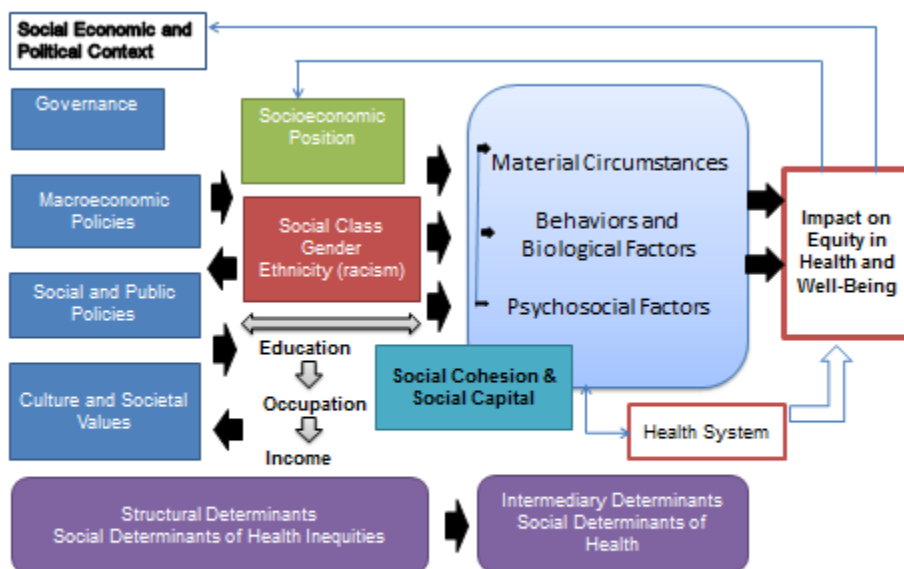 Social Economic and
Political Context
Governance
Macroeconomic
Policies
Social and Public
Policies
Culture and Societal
Values
Socioeconomic
Position
Social Class
Gender
Ethnicity (racism)
Education
Occupation
Income
Material Circumstances
Behaviors and
Biological Factors
Psychosocial Factors
Social Cohesion &
Social Capital
Health System
Impact on
Equity in
Health and
Well-Being
Structural Determinants
Social Determinants of Health Inequities
Intermediary Determinants
Social Determinants of
Health